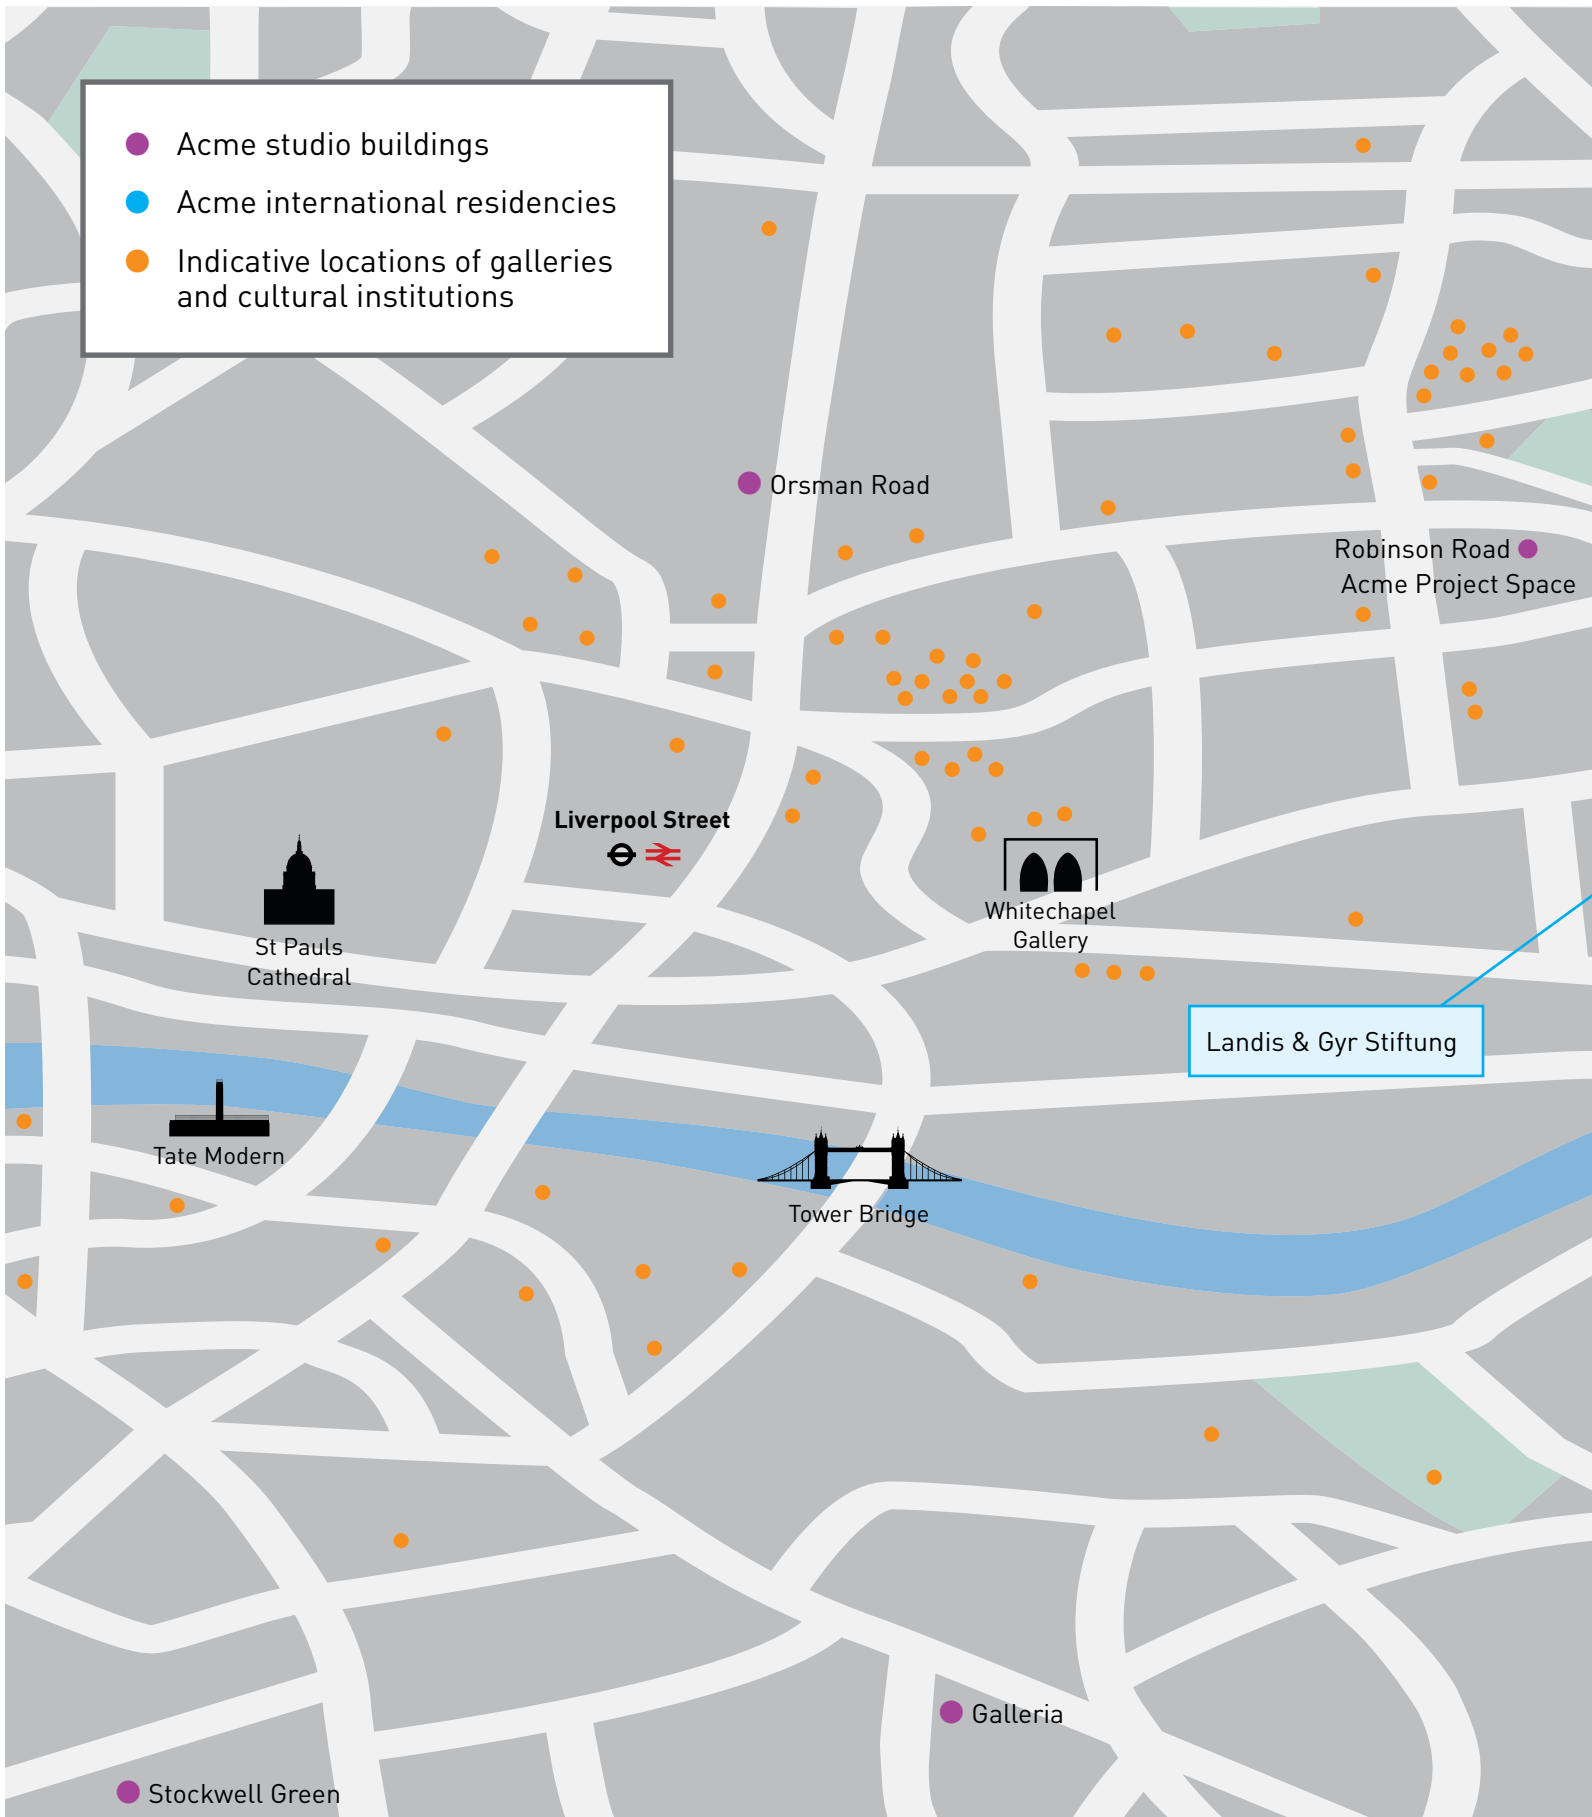 Acme studio buildings
Acme international residencies
Indicative locations of galleries
and cultural institutions
Orsman Road
Robinson Road
Acme Project Space
Liverpool Street
St Pauls
Cathedral
Whitechapel
Gallery
Landis & Gyr Stiftung
Tate Modern
Tower Bridge
Galleria
Stockwell Green